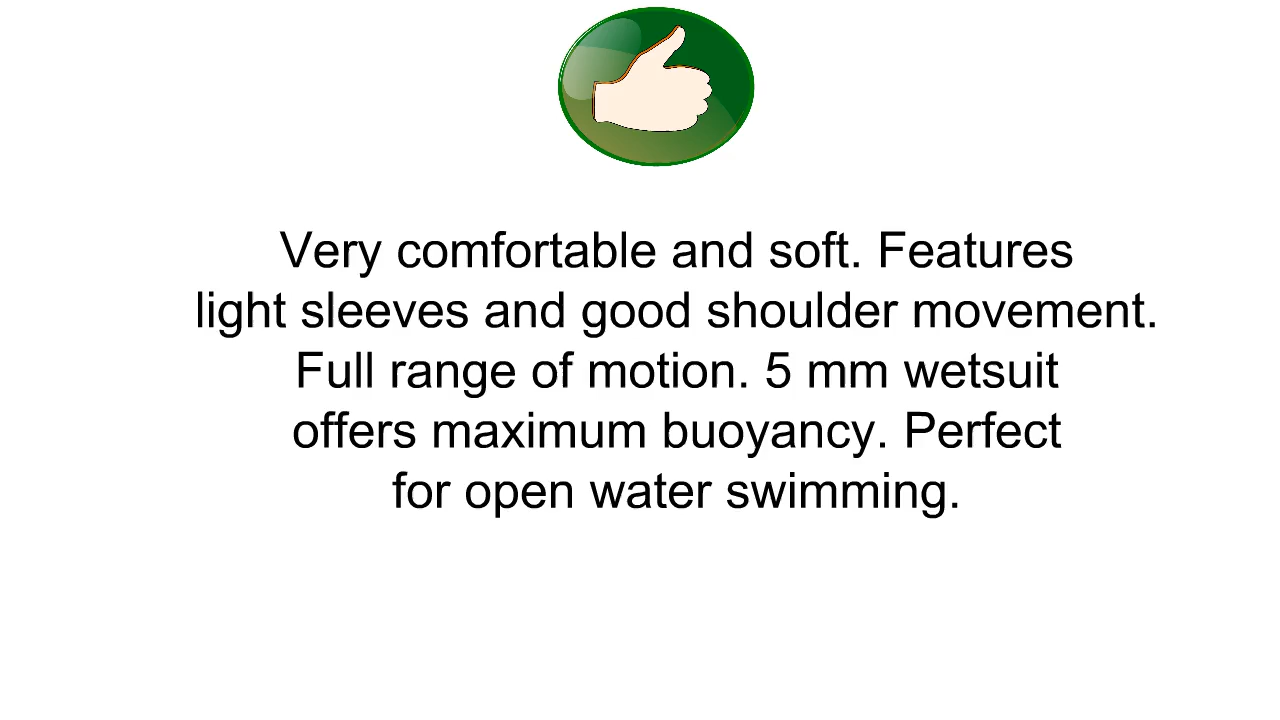 Very comfortable and soft. Features
light sleeves and good shoulder movement.
Full range of motion. 5 mm wetsuit
offers maximum buoyancy. Perfect
for open water swimming.